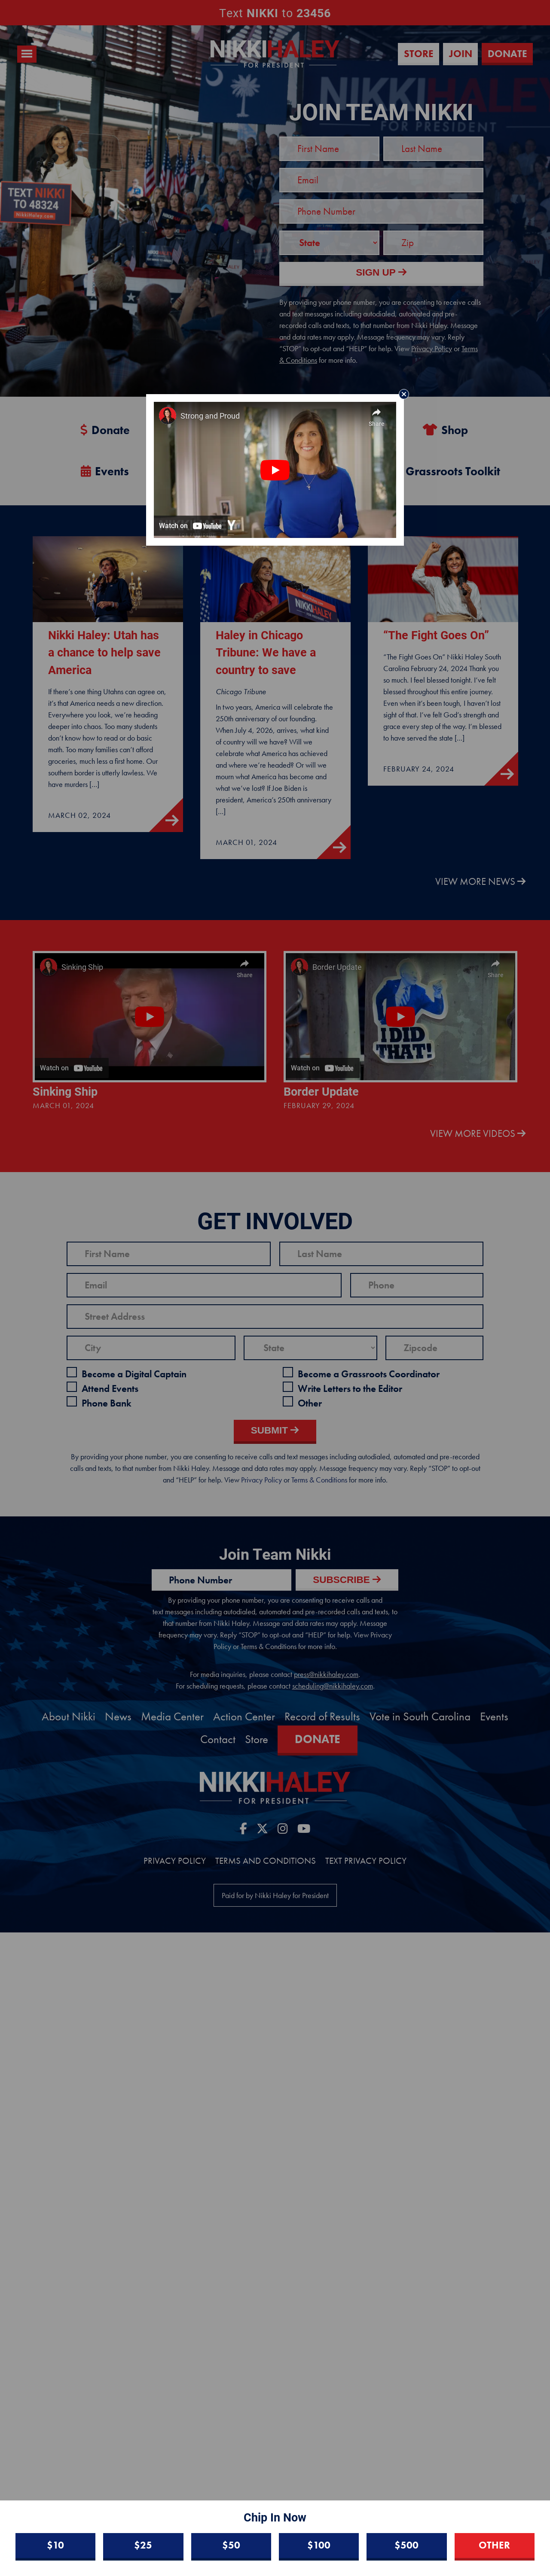 Text NIKKI to 23456
NIKKIHALEY
FOR PRESIDENT
STORE
JOIN
DONATE
TEXT NIKKI
TO 48324
NikkiHaley.com
JOIN TEAM NIKKI
First Name
Last Name
Email
Phone Number
State
Zip
SIGN UP
By providing your phone number, you are consenting to receive calls
and text messages including autodialed, automated and pre-
recorded calls and texts, to that number from Nikki Haley. Message
and data rates may apply. Message frequency may vary. Reply
“STOP” to opt-out and “HELP” for help. View Privacy Policy or Terms
& Conditions for more info.
Donate
Shop
Events
Grassroots Toolkit
Strong and Proud
Share
Watch on YouTube
Nikki Haley: Utah has
a chance to help save
America
If there’s one thing Utahns can agree on,
it’s that America needs a new direction.
Everywhere you look, we’re heading
deeper into chaos. Too many students
don’t know how to read or do basic
math. Too many families can’t afford
groceries, much less a first home. Our
southern border is utterly lawless. We
have murders […]
MARCH 02, 2024
Haley in Chicago
Tribune: We have a
country to save
Chicago Tribune
In two years, America will celebrate the
250th anniversary of our founding.
When July 4, 2026, arrives, what kind
of country will we have? Will we
celebrate what America has achieved
and where we’re headed? Or will we
mourn what America has become and
what we’ve lost? If Joe Biden is
president, America’s 250th anniversary
[…]
MARCH 01, 2024
“The Fight Goes On”
“The Fight Goes On” Nikki Haley South
Carolina February 24, 2024 Thank you
so much. I feel blessed tonight. I’ve felt
blessed throughout this entire journey.
Even when it’s been tough, I haven’t lost
sight of that. I’ve felt God’s strength and
grace every step of the way. I’m blessed
to have served the state […]
FEBRUARY 24, 2024
VIEW MORE NEWS
Sinking Ship
Share
Watch on YouTube
Sinking Ship
MARCH 01, 2024
Border Update
Share
I DID
THAT!
Watch on YouTube
Border Update
FEBRUARY 29, 2024
VIEW MORE VIDEOS
GET INVOLVED
First Name
Last Name
Email
Phone
Street Address
City
State
Zipcode
Become a Digital Captain
Become a Grassroots Coordinator
Attend Events
Write Letters to the Editor
Phone Bank
Other
SUBMIT
By providing your phone number, you are consenting to receive calls and text messages including autodialed, automated and pre-recorded
calls and texts, to that number from Nikki Haley. Message and data rates may apply. Message frequency may vary. Reply “STOP” to opt-out
and “HELP” for help. View Privacy Policy or Terms & Conditions for more info.
Join Team Nikki
Phone Number
SUBSCRIBE
By providing your phone number, you are consenting to receive calls and
text messages including autodialed, automated and pre-recorded calls and texts, to
that number from Nikki Haley. Message and data rates may apply. Message
frequency may vary. Reply “STOP” to opt-out and “HELP” for help. View Privacy
Policy or Terms & Conditions for more info.
For media inquiries, please contact press@nikkihaley.com.
For scheduling requests, please contact scheduling@nikkihaley.com.
About Nikki News Media Center Action Center Record of Results Vote in South Carolina Events
Contact Store DONATE
NIKKIHALEY
FOR PRESIDENT
PRIVACY POLICY TERMS AND CONDITIONS TEXT PRIVACY POLICY
Paid for by Nikki Haley for President
Chip In Now
$10
$25
$50
$100
$500
OTHER